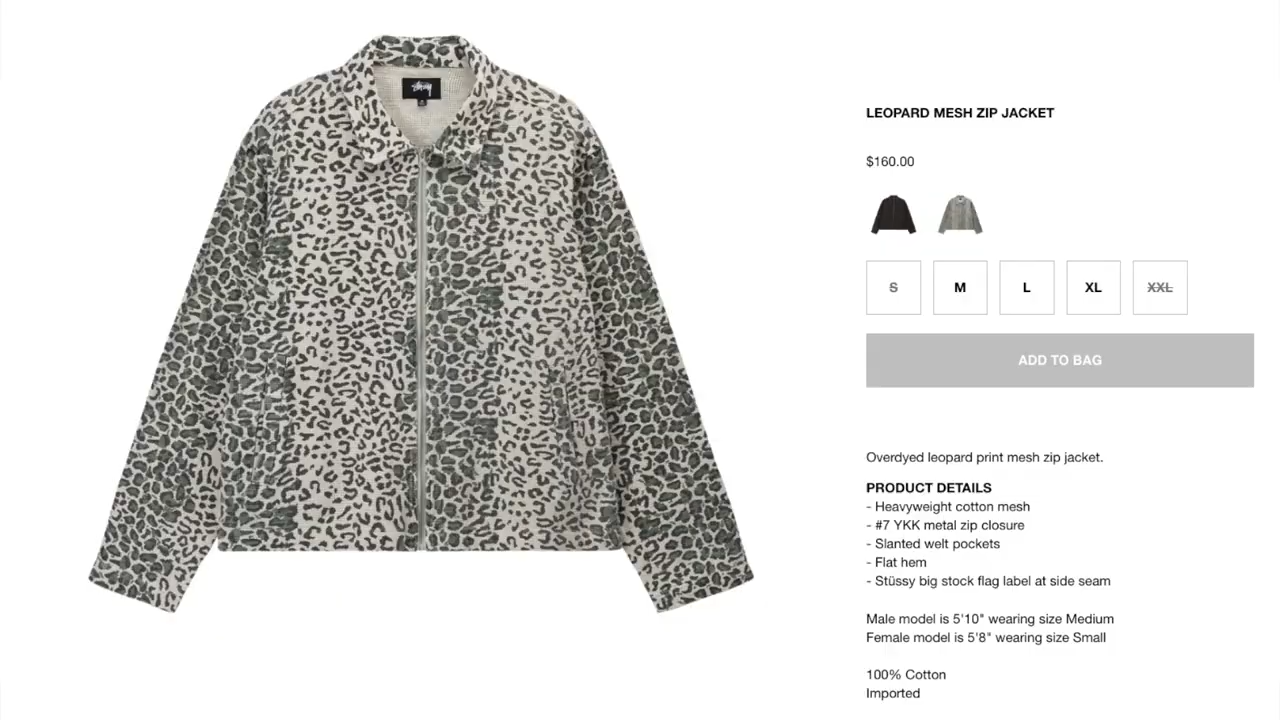 Stüssy
LEOPARD MESH ZIP JACKET
$160.00
S M L XL XXL
ADD TO BAG
Overdyed leopard print mesh zip jacket.
PRODUCT DETAILS
- Heavyweight cotton mesh
- #7 YKK metal zip closure
- Slanted welt pockets
- Flat hem
- Stüssy big stock flag label at side seam
Male model is 5'10" wearing size Medium
Female model is 5'8" wearing size Small
100% Cotton
Imported